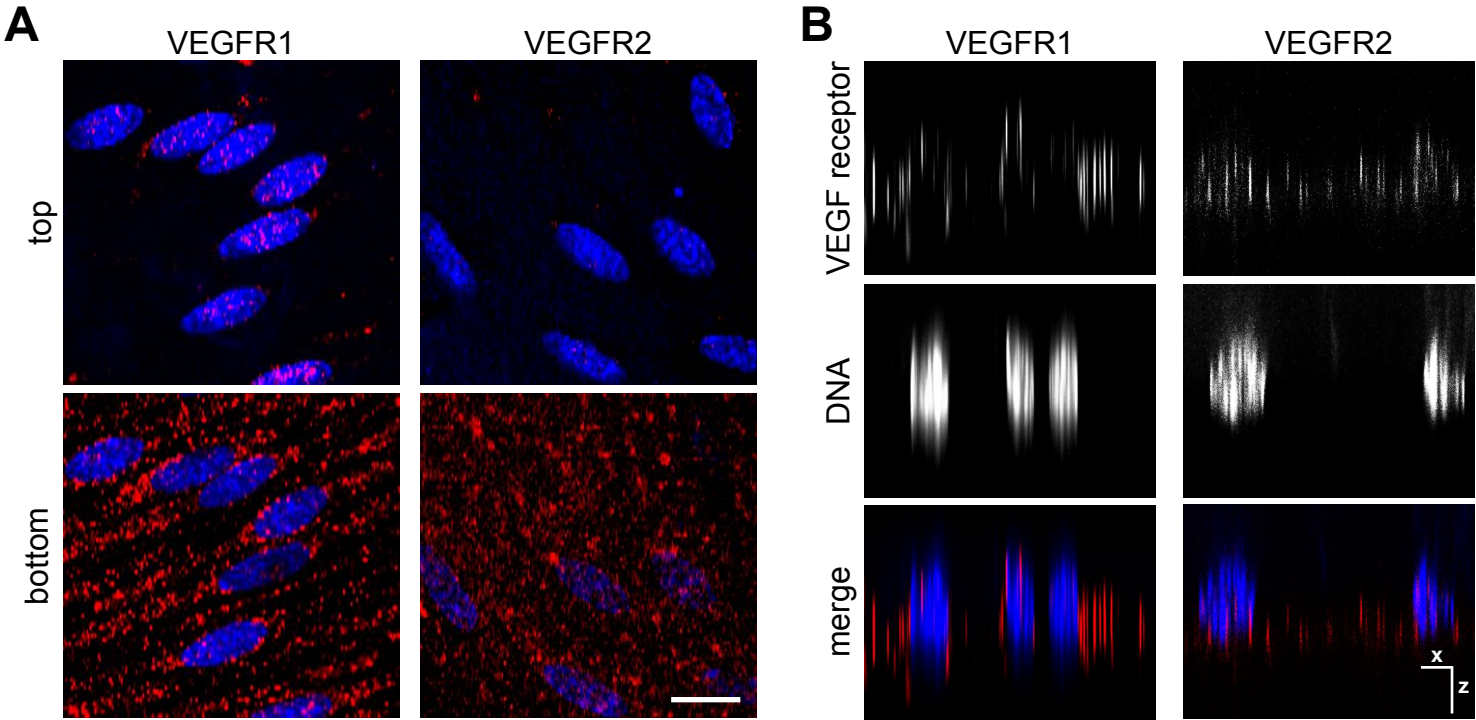 A
VEGFR1 VEGFR2
top
bottom
B
VEGFR1 VEGFR2
VEGF receptor
DNA
merge
x
z